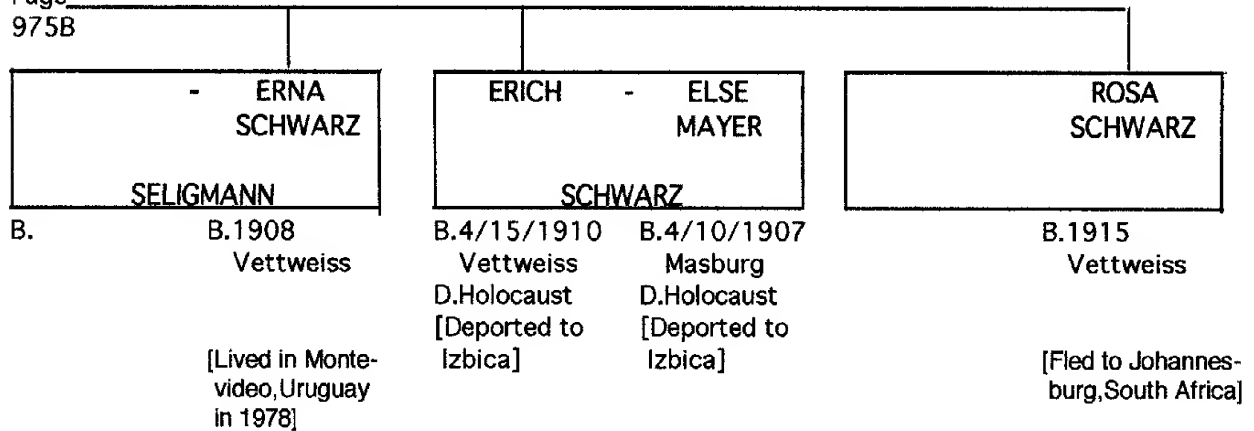 Page
975B
- ERNA
SCHWARZ
SELIGMANN
B. B.1908
Vettweiss
[Lived in Monte-
video,Uruguay
in 1978]
ERICH - ELSE
MAYER
SCHWARZ
B.4/15/1910 B.4/10/1907
Vettweiss Masburg
D.Holocaust D.Holocaust
[Deported to [Deported to
Izbica] Izbica]
ROSA
SCHWARZ
B.1915
Vettweiss
[Fled to Johannes-
burg,South Africa]